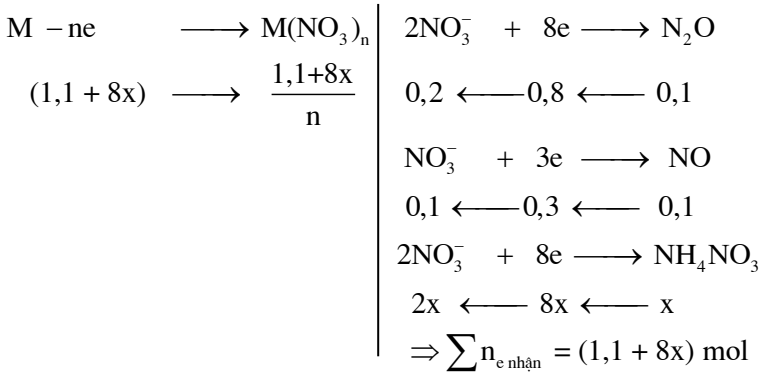 M − ne ⟶ M(NO₃)ₙ
(1,1 + 8x) ⟶ (1,1+8x)/n
2NO₃⁻ + 8e ⟶ N₂O
0,2 ⟵ 0,8 ⟵ 0,1
NO₃⁻ + 3e ⟶ NO
0,1 ⟵ 0,3 ⟵ 0,1
2NO₃⁻ + 8e ⟶ NH₄NO₃
2x ⟵ 8x ⟵ x
⇒ ∑n e nhận = (1,1 + 8x) mol